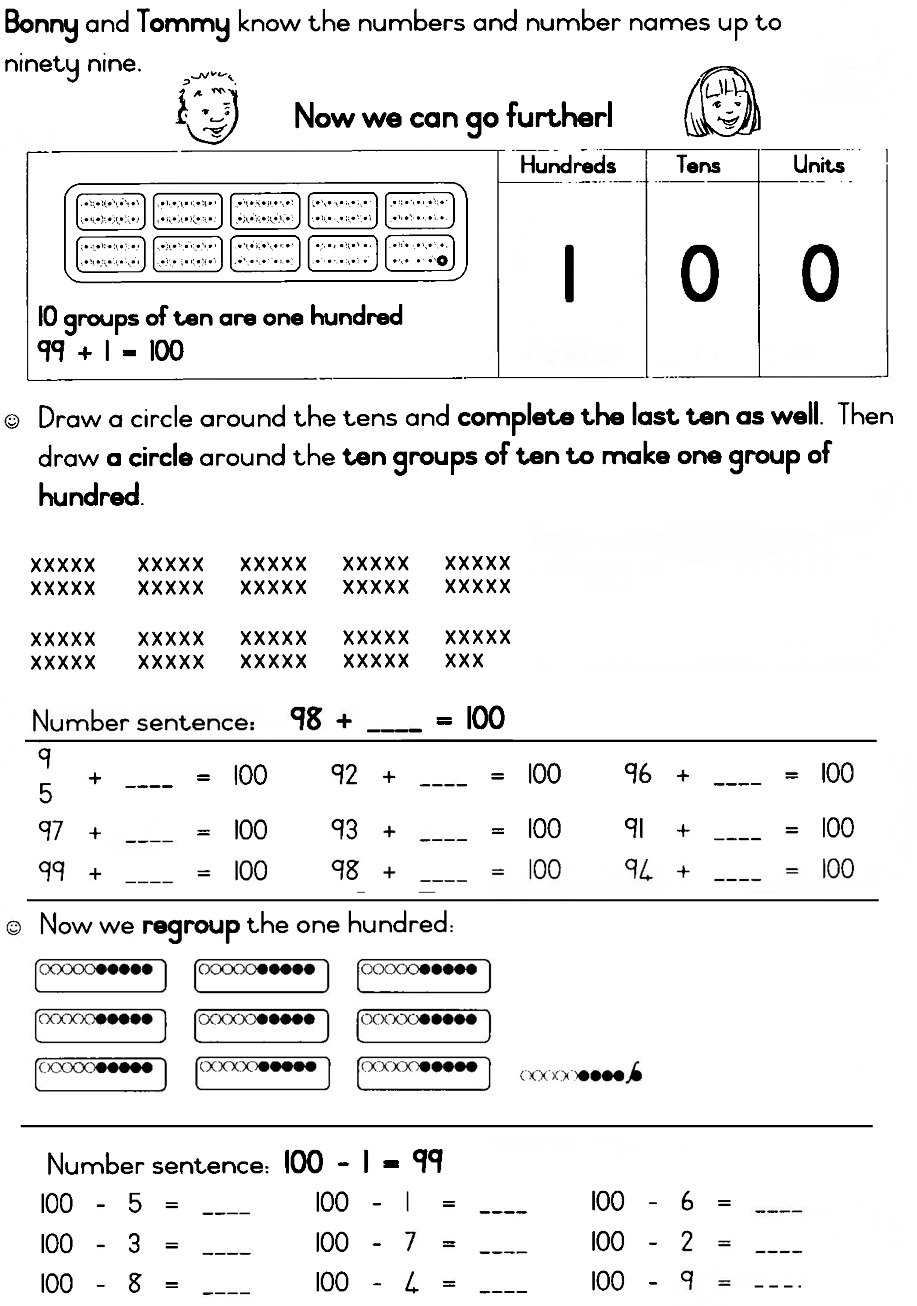 Bonny and Tommy know the numbers and number names up to
ninety nine.
Now we can go further!
Hundreds Tens Units
1 0 0
10 groups of ten are one hundred
99 + 1 = 100
☺ Draw a circle around the tens and complete the last ten as well. Then
draw a circle around the ten groups of ten to make one group of
hundred.
XXXXX XXXXX XXXXX XXXXX XXXXX
XXXXX XXXXX XXXXX XXXXX XXXXX
XXXXX XXXXX XXXXX XXXXX XXXXX
XXXXX XXXXX XXXXX XXXXX XXX
Number sentence: 98 + ____ = 100
95 + ____ = 100 92 + ____ = 100 96 + ____ = 100
97 + ____ = 100 93 + ____ = 100 91 + ____ = 100
99 + ____ = 100 98 + ____ = 100 94 + ____ = 100
☺ Now we regroup the one hundred:
Number sentence: 100 - 1 = 99
100 - 5 = ____ 100 - 1 = ____ 100 - 6 = ____
100 - 3 = ____ 100 - 7 = ____ 100 - 2 = ____
100 - 8 = ____ 100 - 4 = ____ 100 - 9 = ____